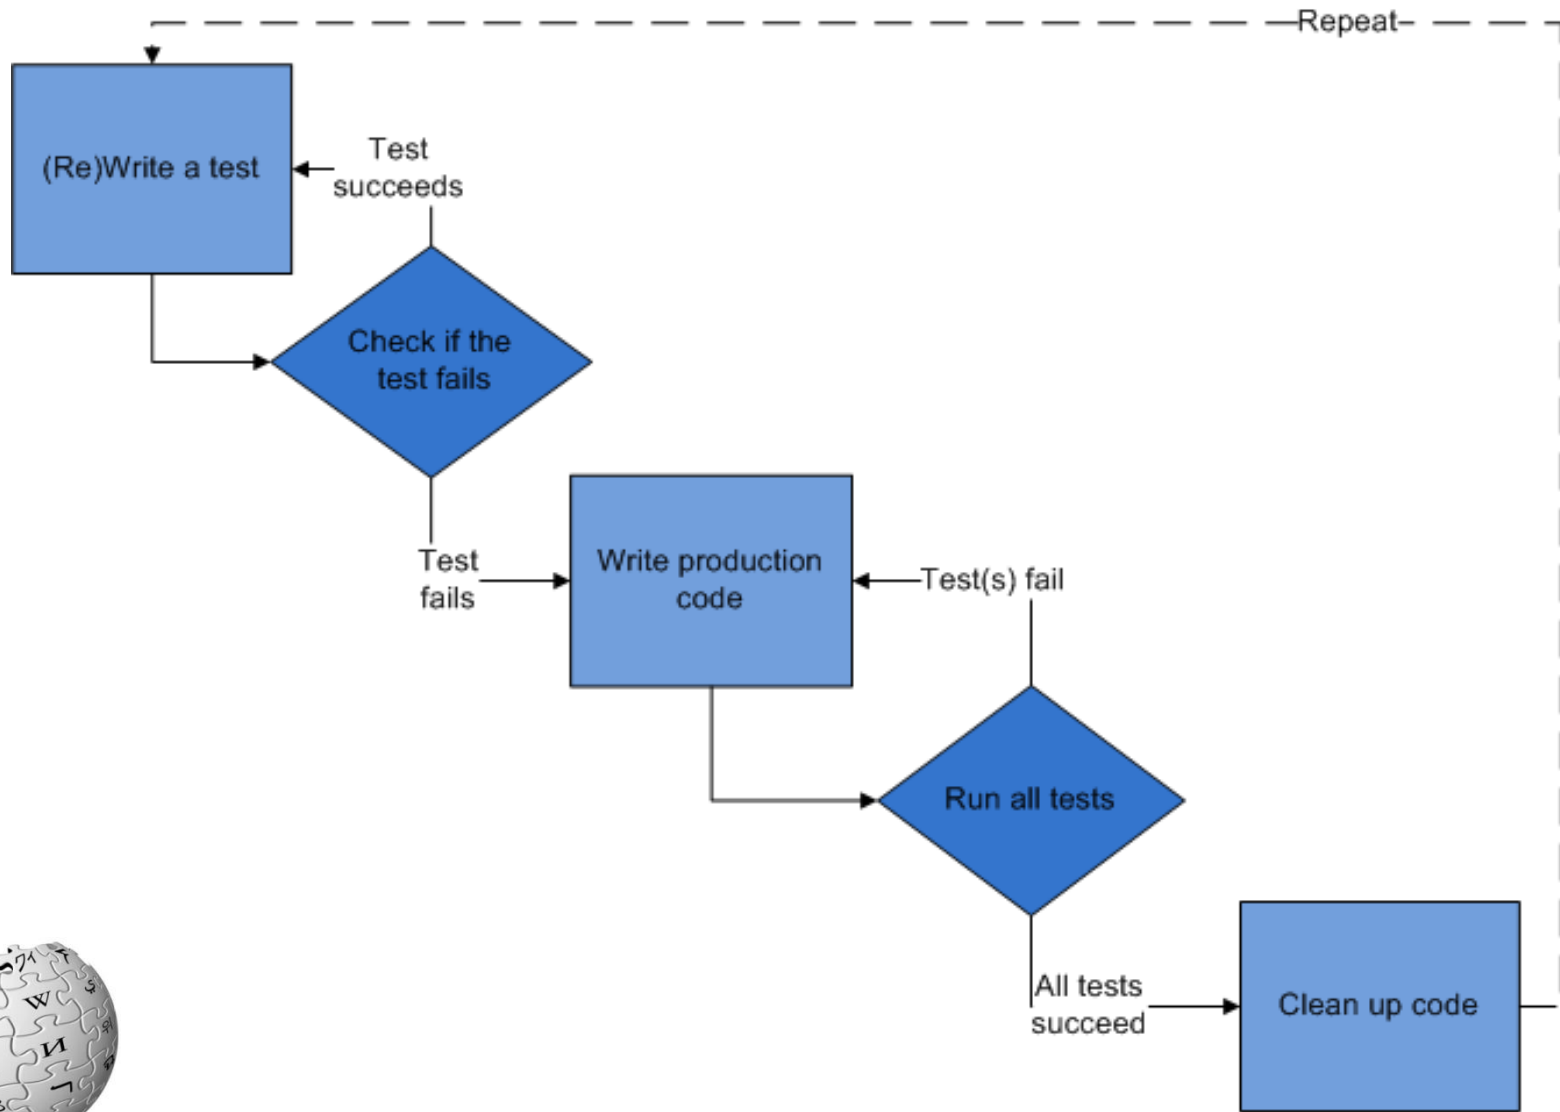 Repeat
(Re)Write a test
Test
succeeds
Check if the
test fails
Test
fails
Write production
code
Test(s) fail
Run all tests
All tests
succeed
Clean up code
W
И